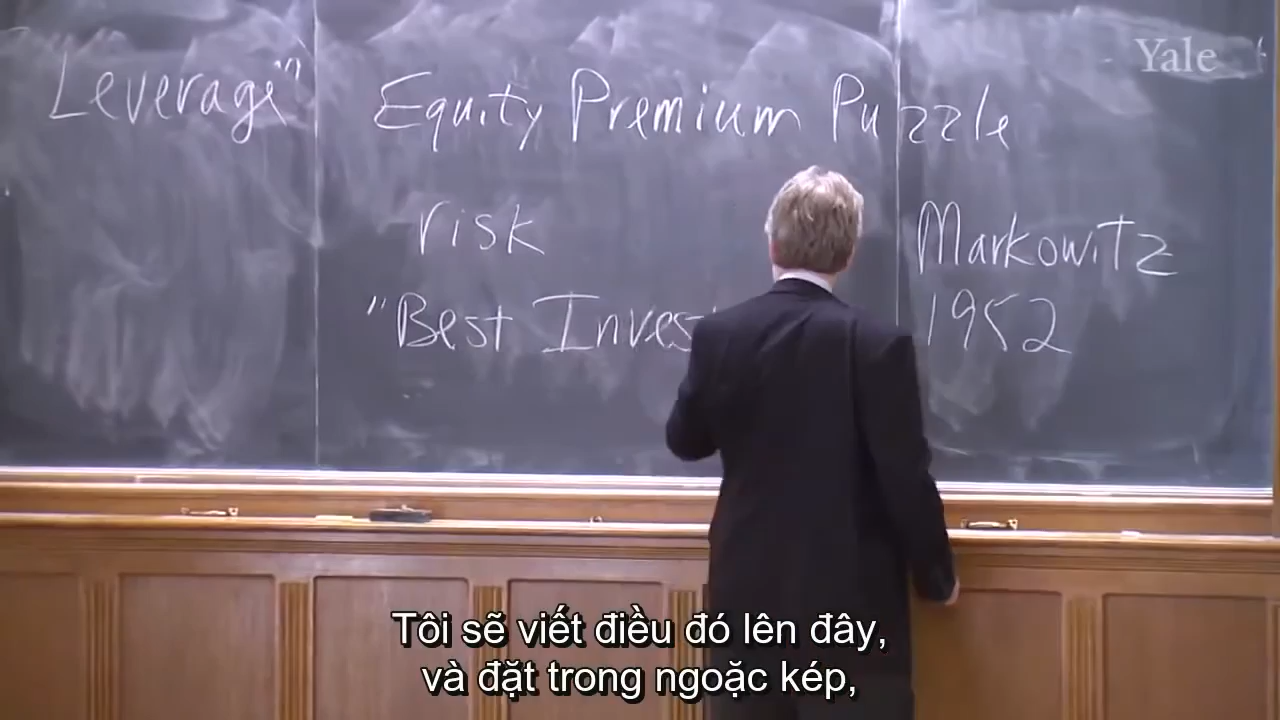 Yale
Leverage" Equity Premium Puzzle
risk Markowitz
"Best Inves 1952
Tôi sẽ viết điều đó lên đây,
và đặt trong ngoặc kép,